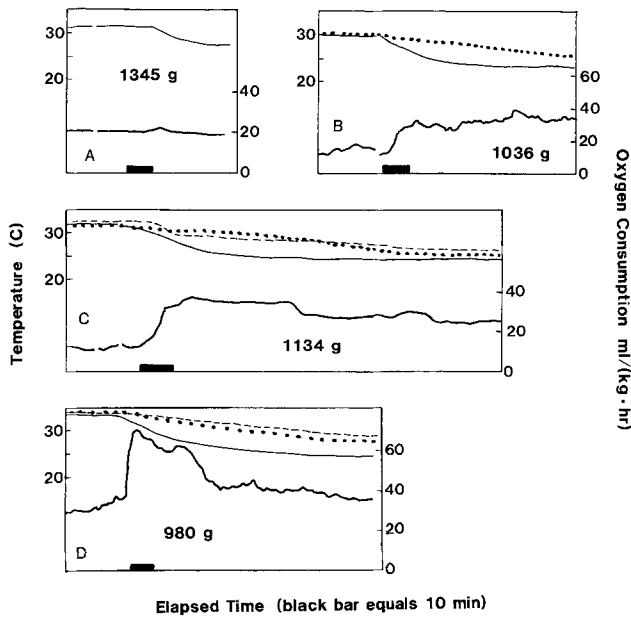 30
20
1345 g
40
20
0
A
30
20
60
40
20
0
B
1036 g
30
20
40
20
0
C
1134 g
30
20
60
40
20
0
D
980 g
Temperature (C)
Oxygen Consumption ml/(kg · hr)
Elapsed Time (black bar equals 10 min)